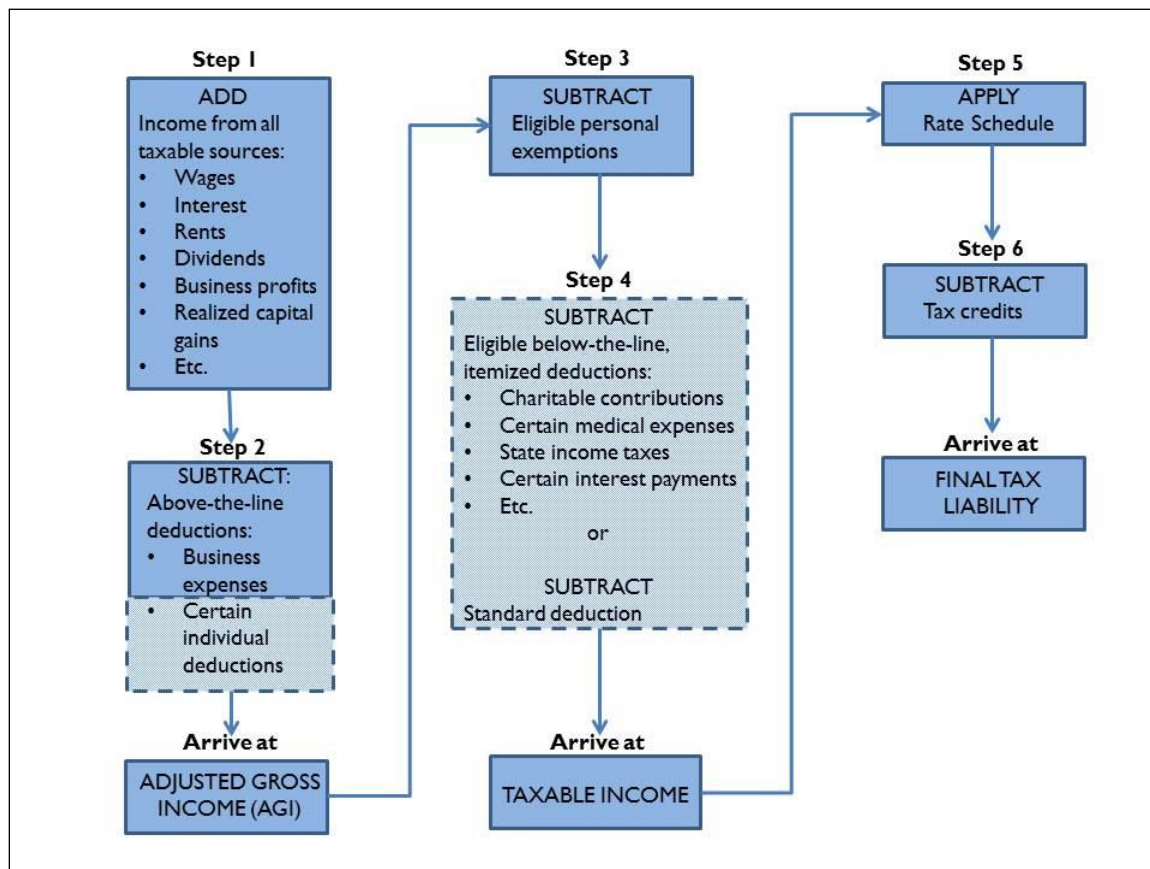 Step 1
ADD
Income from all
taxable sources:
• Wages
• Interest
• Rents
• Dividends
• Business profits
• Realized capital
gains
• Etc.
Step 2
SUBTRACT:
Above-the-line
deductions:
• Business
expenses
• Certain
individual
deductions
Arrive at
ADJUSTED GROSS
INCOME (AGI)
Step 3
SUBTRACT
Eligible personal
exemptions
Step 4
SUBTRACT
Eligible below-the-line,
itemized deductions:
• Charitable contributions
• Certain medical expenses
• State income taxes
• Certain interest payments
• Etc.
or
SUBTRACT
Standard deduction
Arrive at
TAXABLE INCOME
Step 5
APPLY
Rate Schedule
Step 6
SUBTRACT
Tax credits
Arrive at
FINAL TAX
LIABILITY